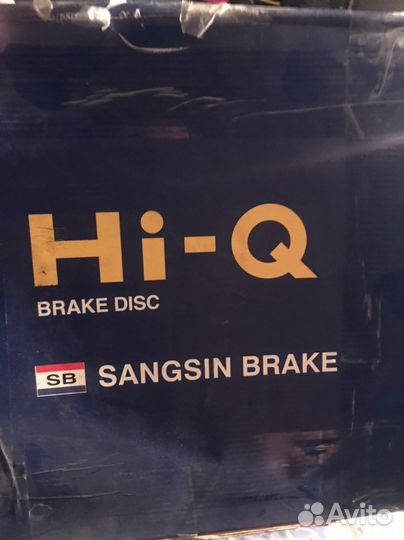 Hi-Q
BRAKE DISC
SB SANGSIN BRAKE
Avito